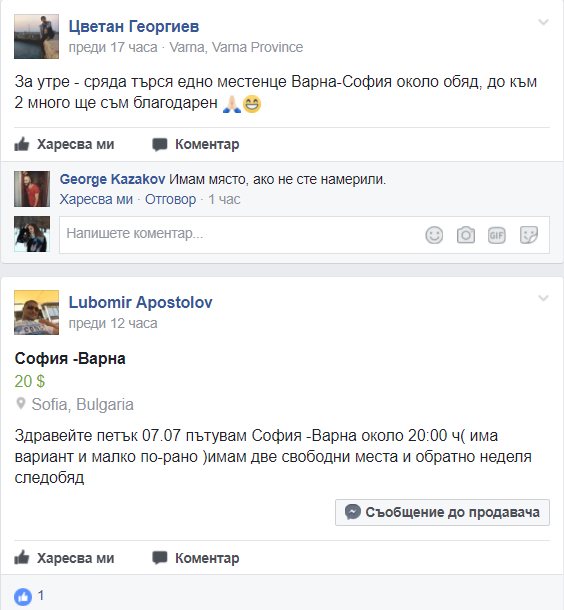 Цветан Георгиев
преди 17 часа · Varna, Varna Province
За утре - сряда търся едно местенце Варна-София около обяд, до към
2 много ще съм благодарен 🙏🏻😁
Харесва ми Коментар
George Kazakov Имам място, ако не сте намерили.
Харесва ми · Отговор · 1 час
Напишете коментар...
GIF
Lubomir Apostolov
преди 12 часа
София -Варна
20 $
Sofia, Bulgaria
Здравейте петък 07.07 пътувам София -Варна около 20:00 ч( има
вариант и малко по-рано )имам две свободни места и обратно неделя
следобяд
Съобщение до продавача
Харесва ми Коментар
1